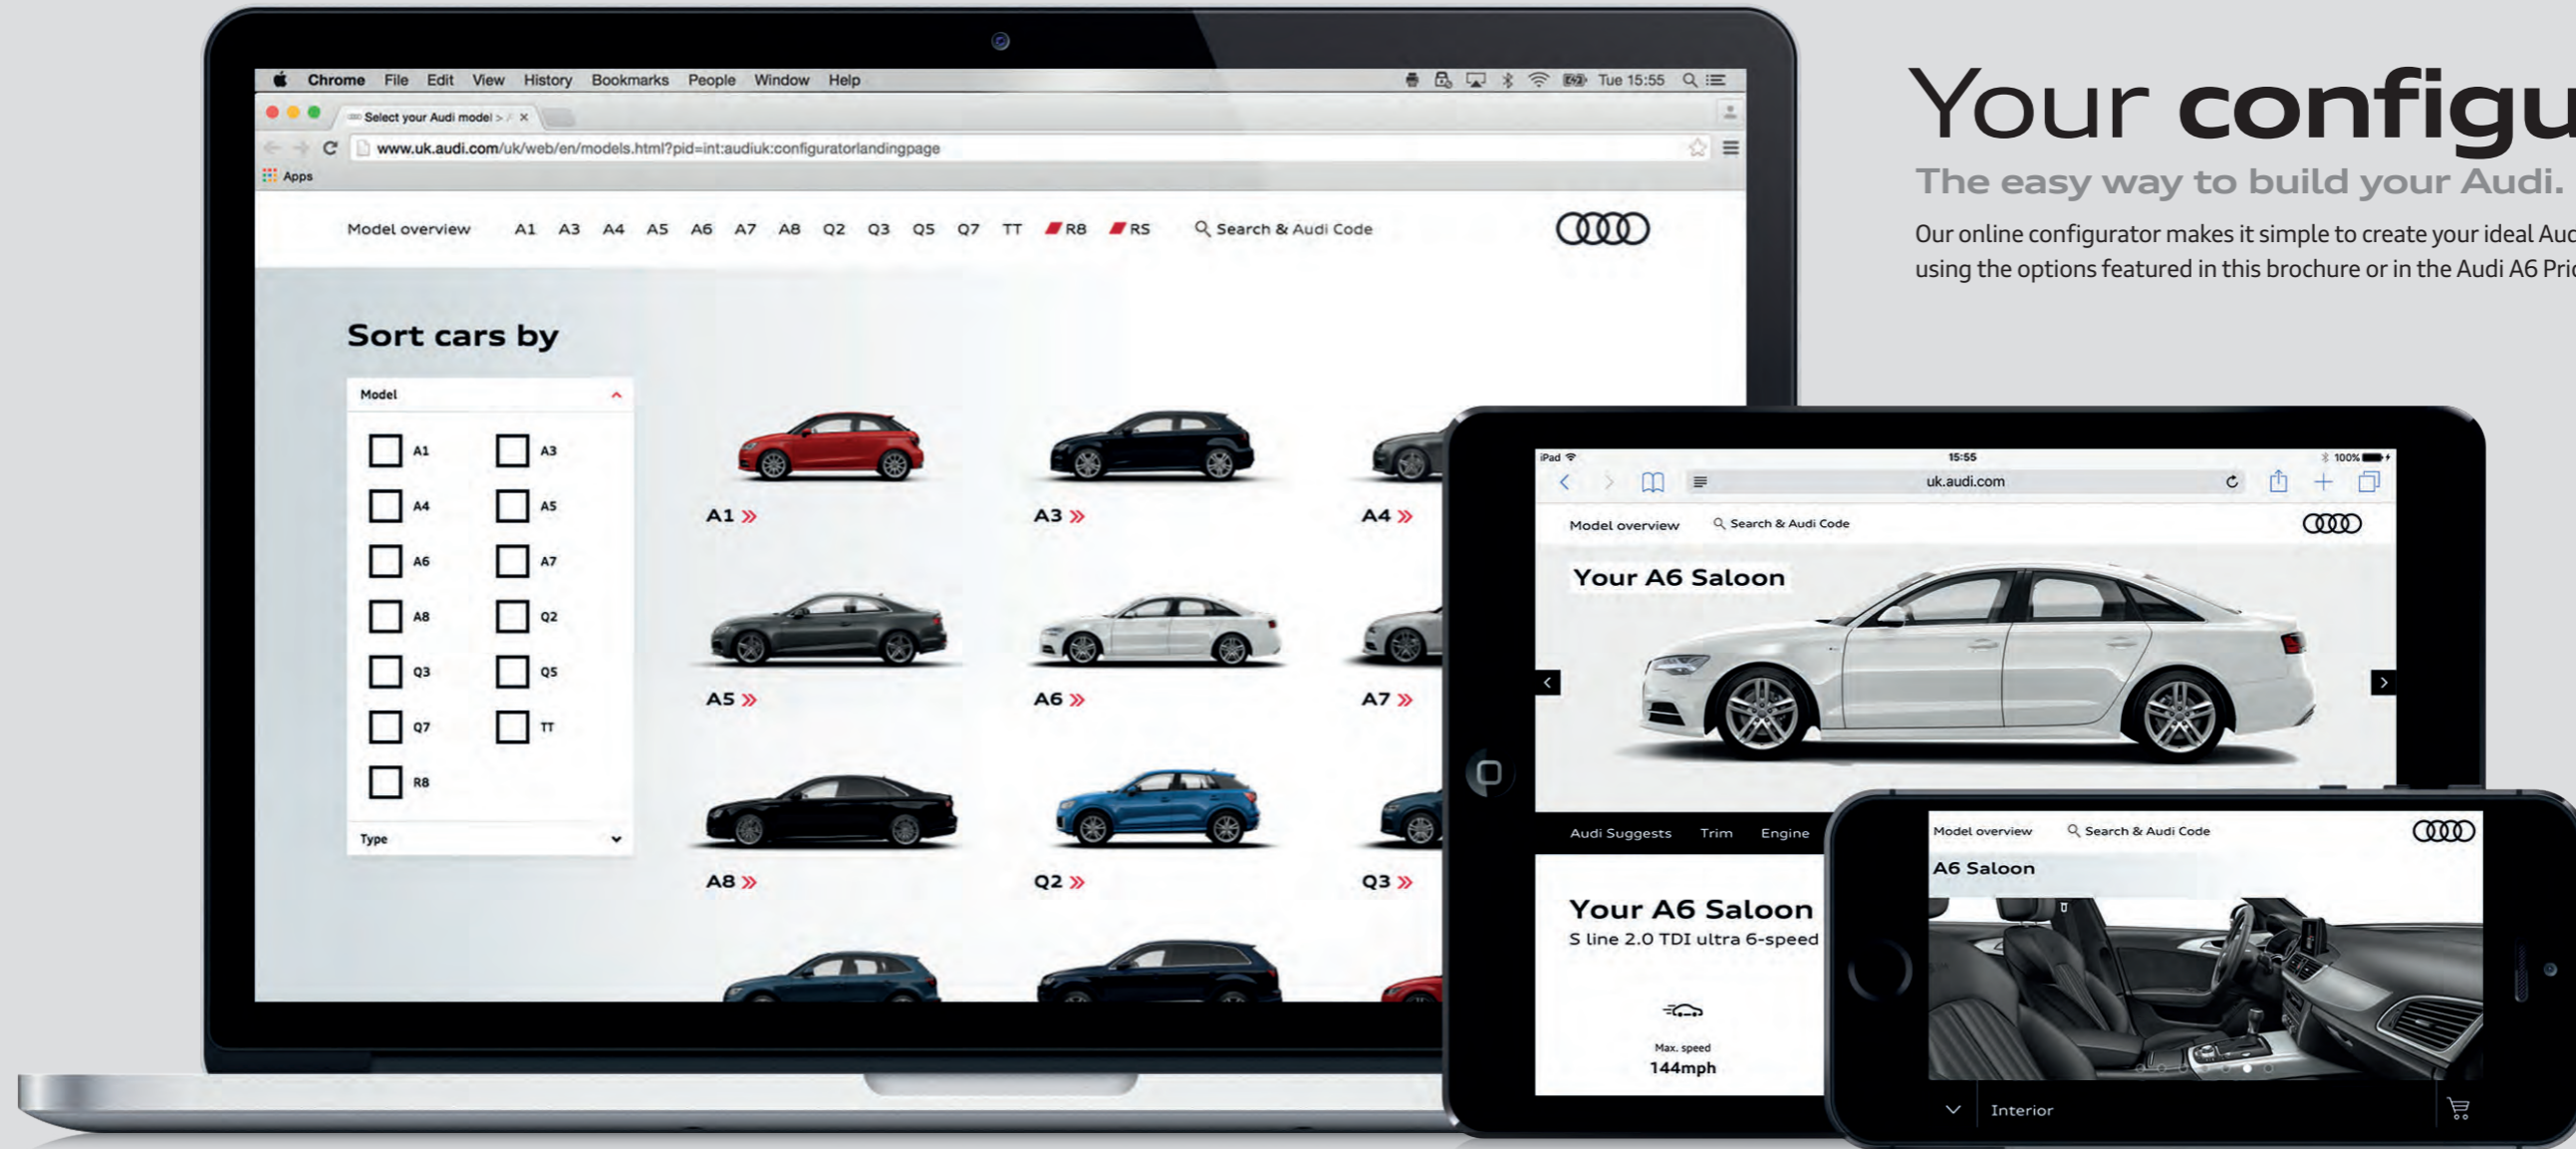 Chrome File Edit View History Bookmarks People Window Help Tue 15:55
Select your Audi model >
www.uk.audi.com/uk/web/en/models.html?pid=int:audiuk:configuratorlandingpage
Apps
Model overview A1 A3 A4 A5 A6 A7 A8 Q2 Q3 Q5 Q7 TT R8 RS Search & Audi Code
Sort cars by
Model
A1 A3
A4 A5
A6 A7
A8 Q2
Q3 Q5
Q7 TT
R8
Type
A1 A3 A4
A5 A6 A7
A8 Q2 Q3
Your configu
The easy way to build your Audi.
Our online configurator makes it simple to create your ideal Aud
using the options featured in this brochure or in the Audi A6 Pric
iPad 15:55 100%
uk.audi.com
Model overview Search & Audi Code
Your A6 Saloon
Audi Suggests Trim Engine
Your A6 Saloon
S line 2.0 TDI ultra 6-speed
Max. speed
144mph
Model overview Search & Audi Code
A6 Saloon
Interior